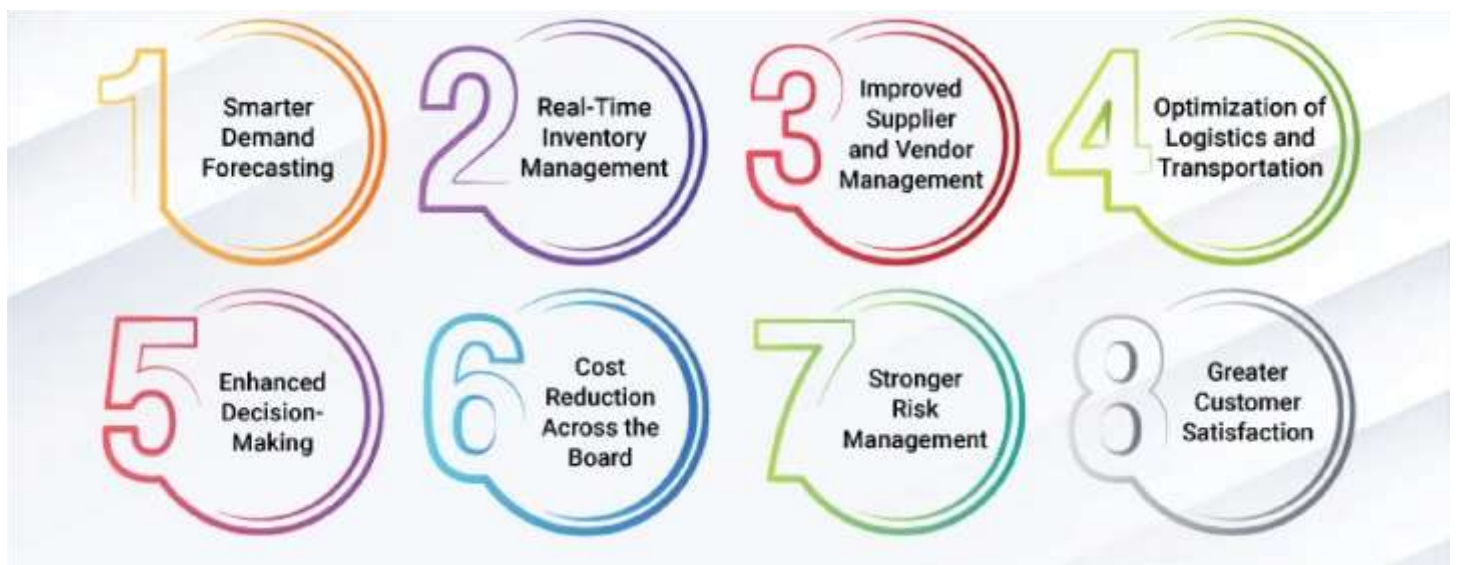 1
Smarter
Demand
Forecasting
2
Real-Time
Inventory
Management
3
Improved
Supplier
and Vendor
Management
4
Optimization of
Logistics and
Transportation
5
Enhanced
Decision-
Making
6
Cost
Reduction
Across the
Board
7
Stronger
Risk
Management
8
Greater
Customer
Satisfaction